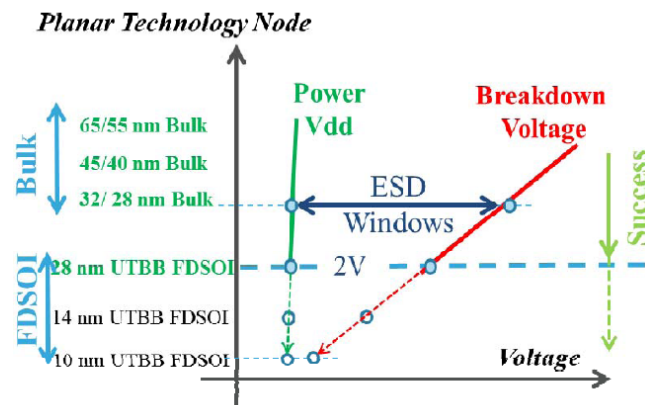 Planar Technology Node
Power
Vdd
Breakdown
Voltage
Bulk
65/55 nm Bulk
45/40 nm Bulk
32/ 28 nm Bulk
ESD
Windows
Success
FDSOI
28 nm UTBB FDSOI
2V
14 nm UTBB FDSOI
10 nm UTBB FDSOI
Voltage